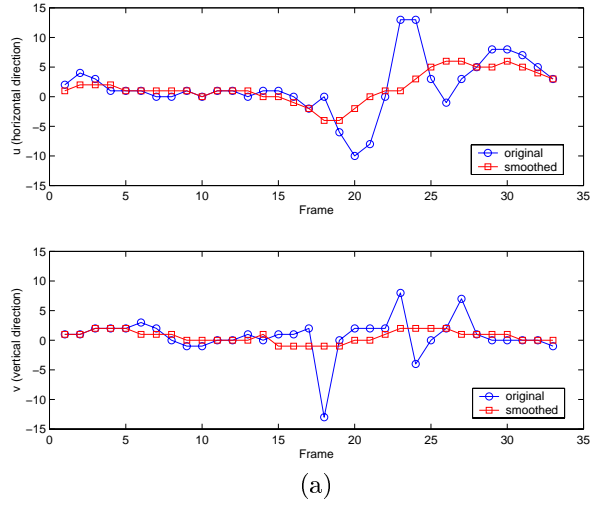 15
10
5
0
−5
−10
−15
u (horizontal direction)
original
smoothed
0 5 10 15 20 25 30 35
Frame
15
10
5
0
−5
−10
−15
v (vertical direction)
original
smoothed
0 5 10 15 20 25 30 35
Frame
(a)